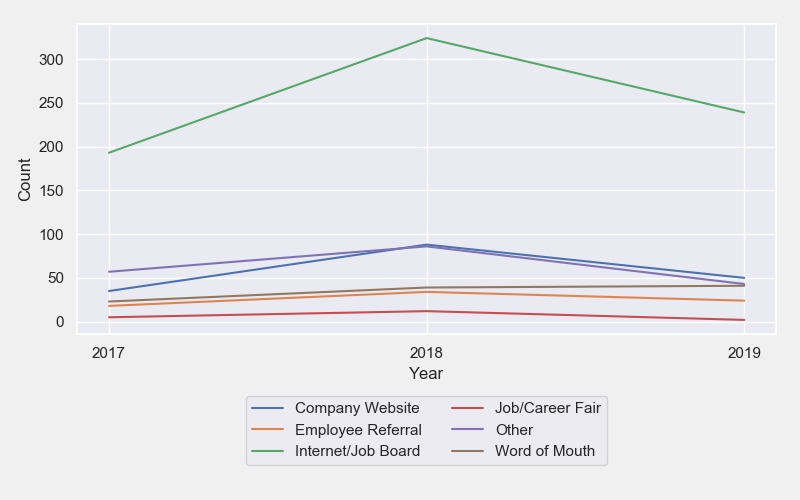 300
250
200
150
100
50
0
Count
2017 2018 2019
Year
Company Website Job/Career Fair
Employee Referral Other
Internet/Job Board Word of Mouth